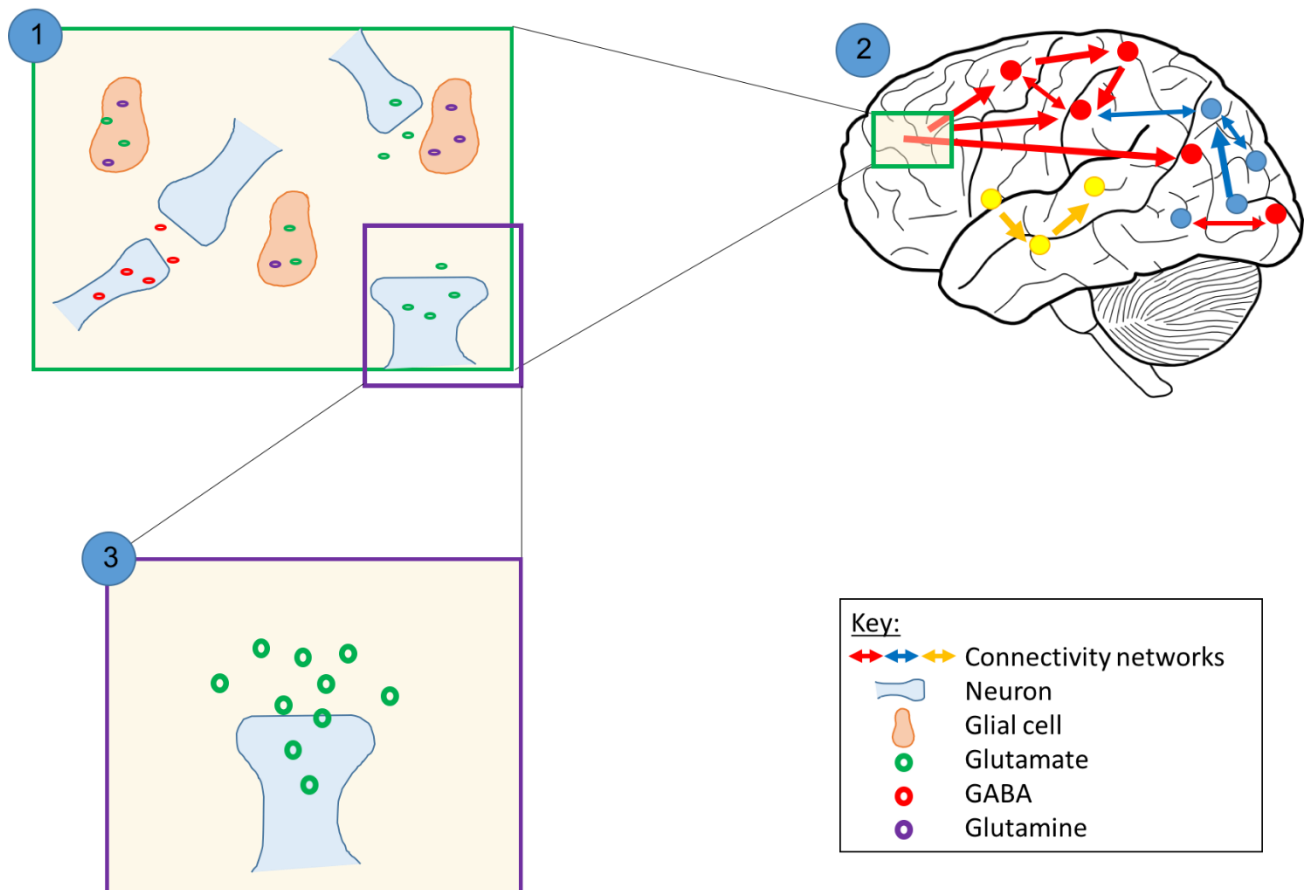 1
2
3
Key:
Connectivity networks
Neuron
Glial cell
Glutamate
GABA
Glutamine